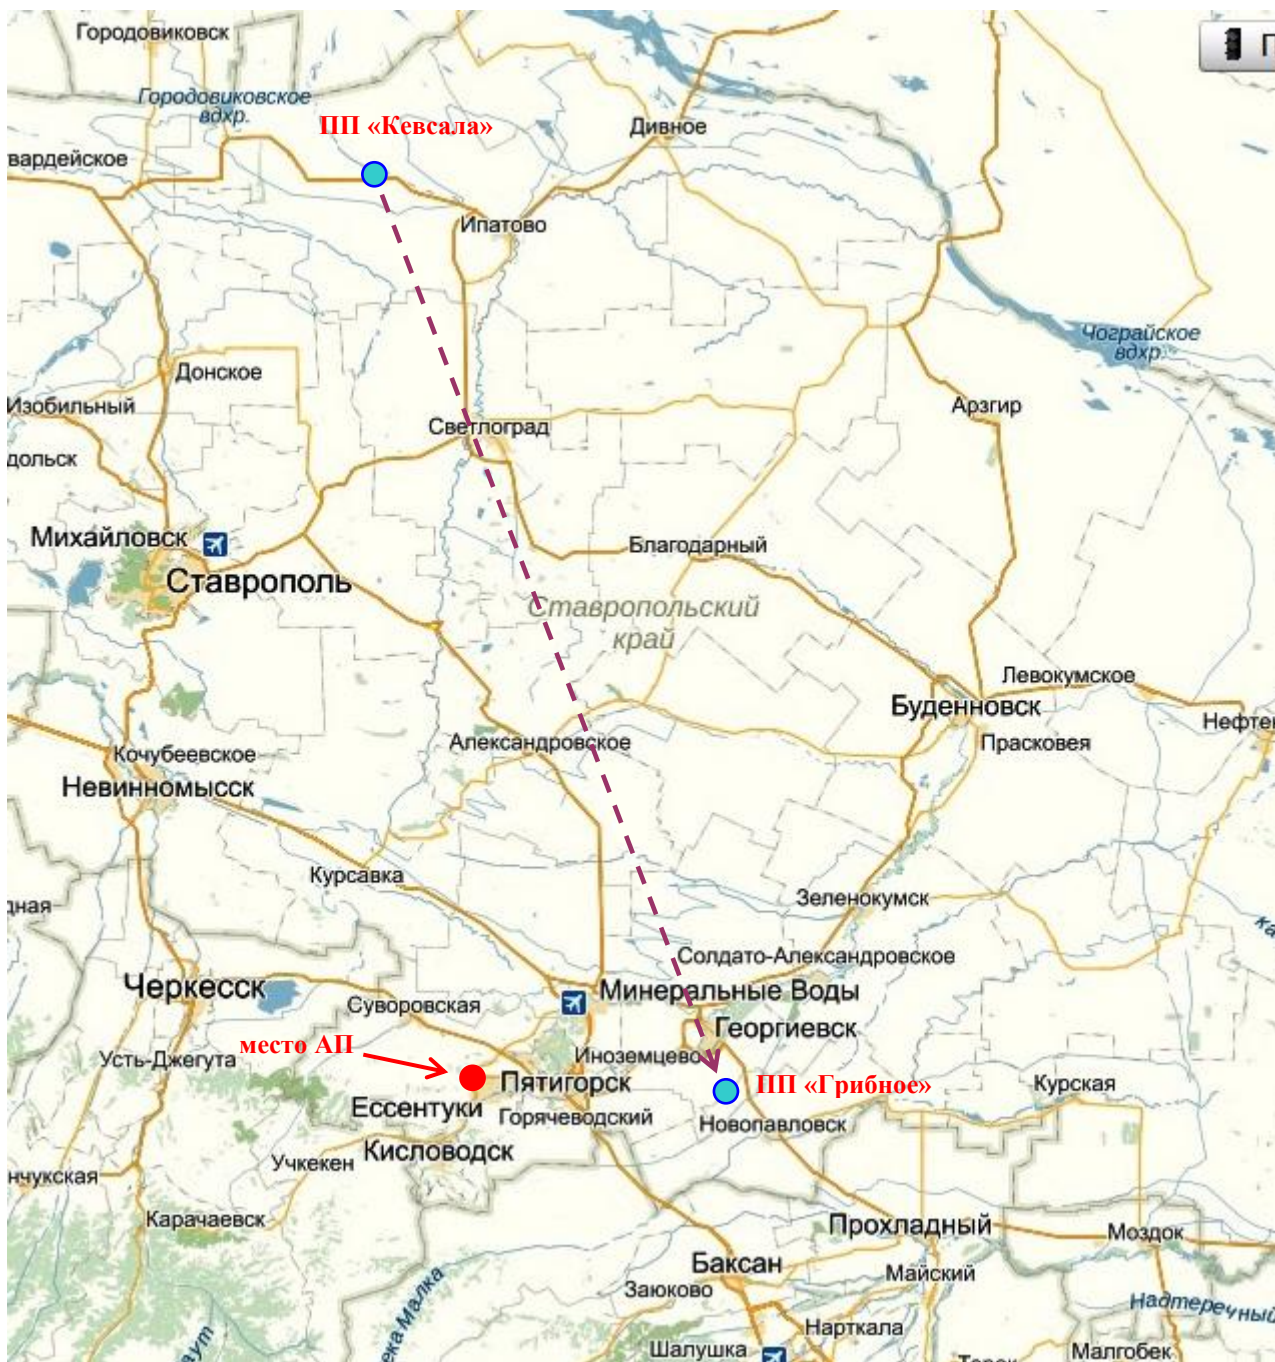 Городовиковск
П
Городовиковское
вдхр.
ПП «Кевсала»
Дивное
вардейское
Ипатово
Чограйское
вдхр.
Донское
Изобильный
Арзгир
Светлоград
дольск
Михайловск
Благодарный
Ставрополь
Ставропольский
край
Левокумское
Буденновск
Нефтек
Прасковея
Александровское
Кочубеевское
Невинномысск
Курсавка
Зеленокумск
дная
Солдато-Александровское
Черкесск
Минеральные Воды
Суворовская
Георгиевск
место АП
Усть-Джегута
Иноземцево
Пятигорск
ПП «Грибное»
Курская
Ессентуки
Горячеводский
Новопавловск
Кисловодск
Учкекен
нчукская
Карачаевск
Прохладный
Моздок
Баксан
Майский
Заюково
Надтеречный
Нарткала
Шалушка
Малгобек